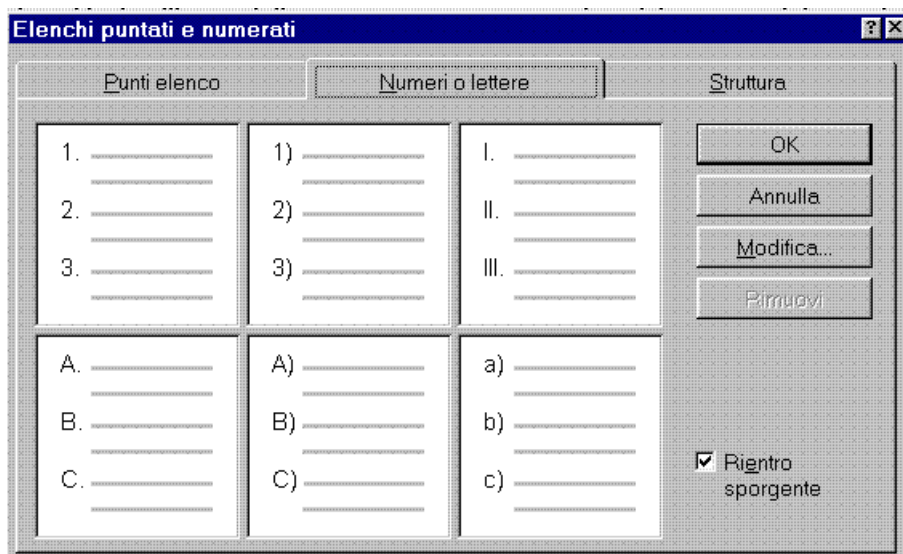 Elenchi puntati e numerati
Punti elenco
Numeri o lettere
Struttura
1.
2.
3.
1)
2)
3)
I.
II.
III.
OK
Annulla
Modifica...
Rimuovi
A.
B.
C.
A)
B)
C)
a)
b)
c)
Rientro
sporgente